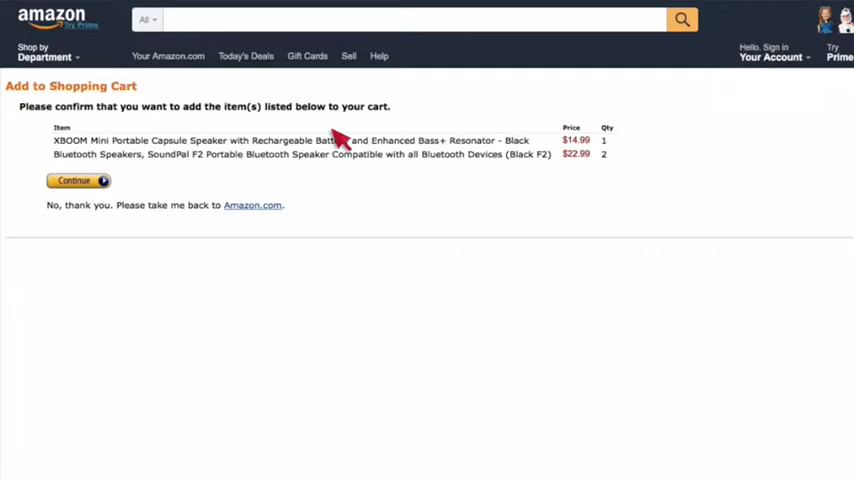 amazon
Try Prime
All
Shop by
Department
Your Amazon.com Today's Deals Gift Cards Sell Help
Hello. Sign in
Your Account
Try
Prime
Add to Shopping Cart
Please confirm that you want to add the item(s) listed below to your cart.
Item Price Qty
XBOOM Mini Portable Capsule Speaker with Rechargeable and Enhanced Bass+ Resonator - Black $14.99 1
Bluetooth Speakers, SoundPal F2 Portable Bluetooth Speaker Compatible with all Bluetooth Devices (Black F2) $22.99 2
Continue
No, thank you. Please take me back to Amazon.com.